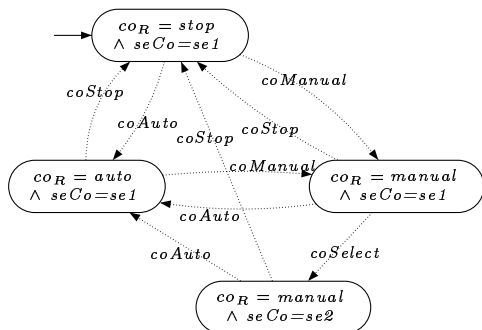 co_R = stop
∧ seCo=se1
coManual
coStop
coAuto
coStop
coStop
co_R = auto
∧ seCo=se1
coManual
co_R = manual
∧ seCo=se1
coAuto
coAuto
coSelect
co_R = manual
∧ seCo=se2